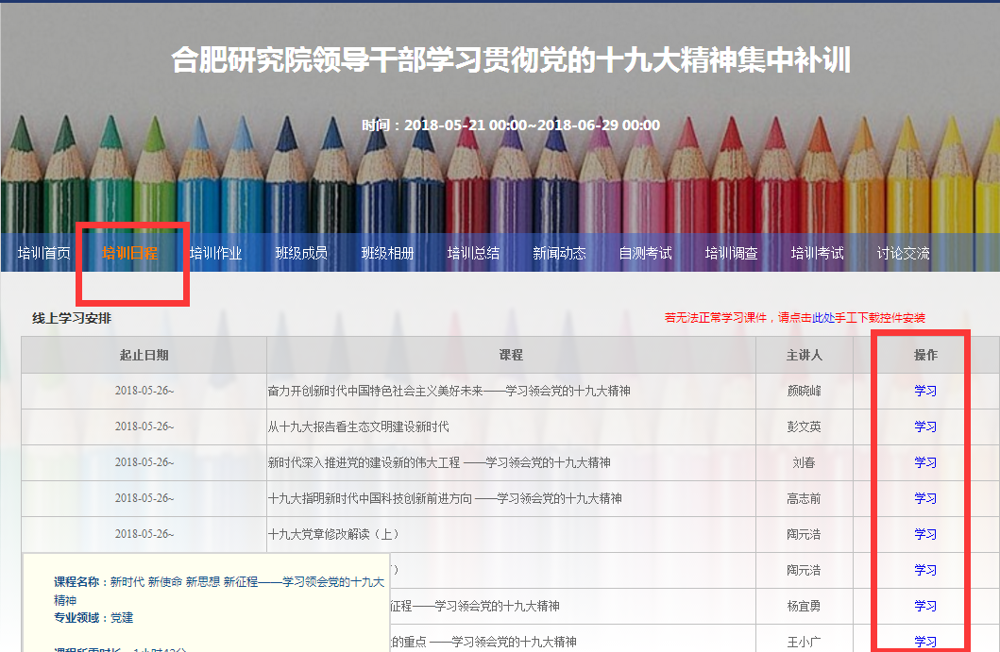 合肥研究院领导干部学习贯彻党的十九大精神集中补训
时间：2018-05-21 00:00~2018-06-29 00:00
培训首页 培训日程 培训作业 班级成员 班级相册 培训总结 新闻动态 自测考试 培训调查 培训考试 讨论交流
线上学习安排 若无法正常学习课件，请点击此处手工下载控件安装
起止日期 课程 主讲人 操作
2018-05-26~ 奋力开创新时代中国特色社会主义美好未来——学习领会党的十九大精神 颜晓峰 学习
2018-05-26~ 从十九大报告看生态文明建设新时代 彭文英 学习
2018-05-26~ 新时代深入推进党的建设新的伟大工程 ——学习领会党的十九大精神 刘春 学习
2018-05-26~ 十九大指明新时代中国科技创新前进方向 ——学习领会党的十九大精神 高志前 学习
2018-05-26~ 十九大党章修改解读（上） 陶元浩 学习
） 陶元浩 学习
征程——学习领会党的十九大精神 杨宜勇 学习
的重点 ——学习领会党的十九大精神 王小广 学习
课程名称：新时代 新使命 新思想 新征程——学习领会党的十九大
精神
专业领域：党建
课程所需时长：1小时42分